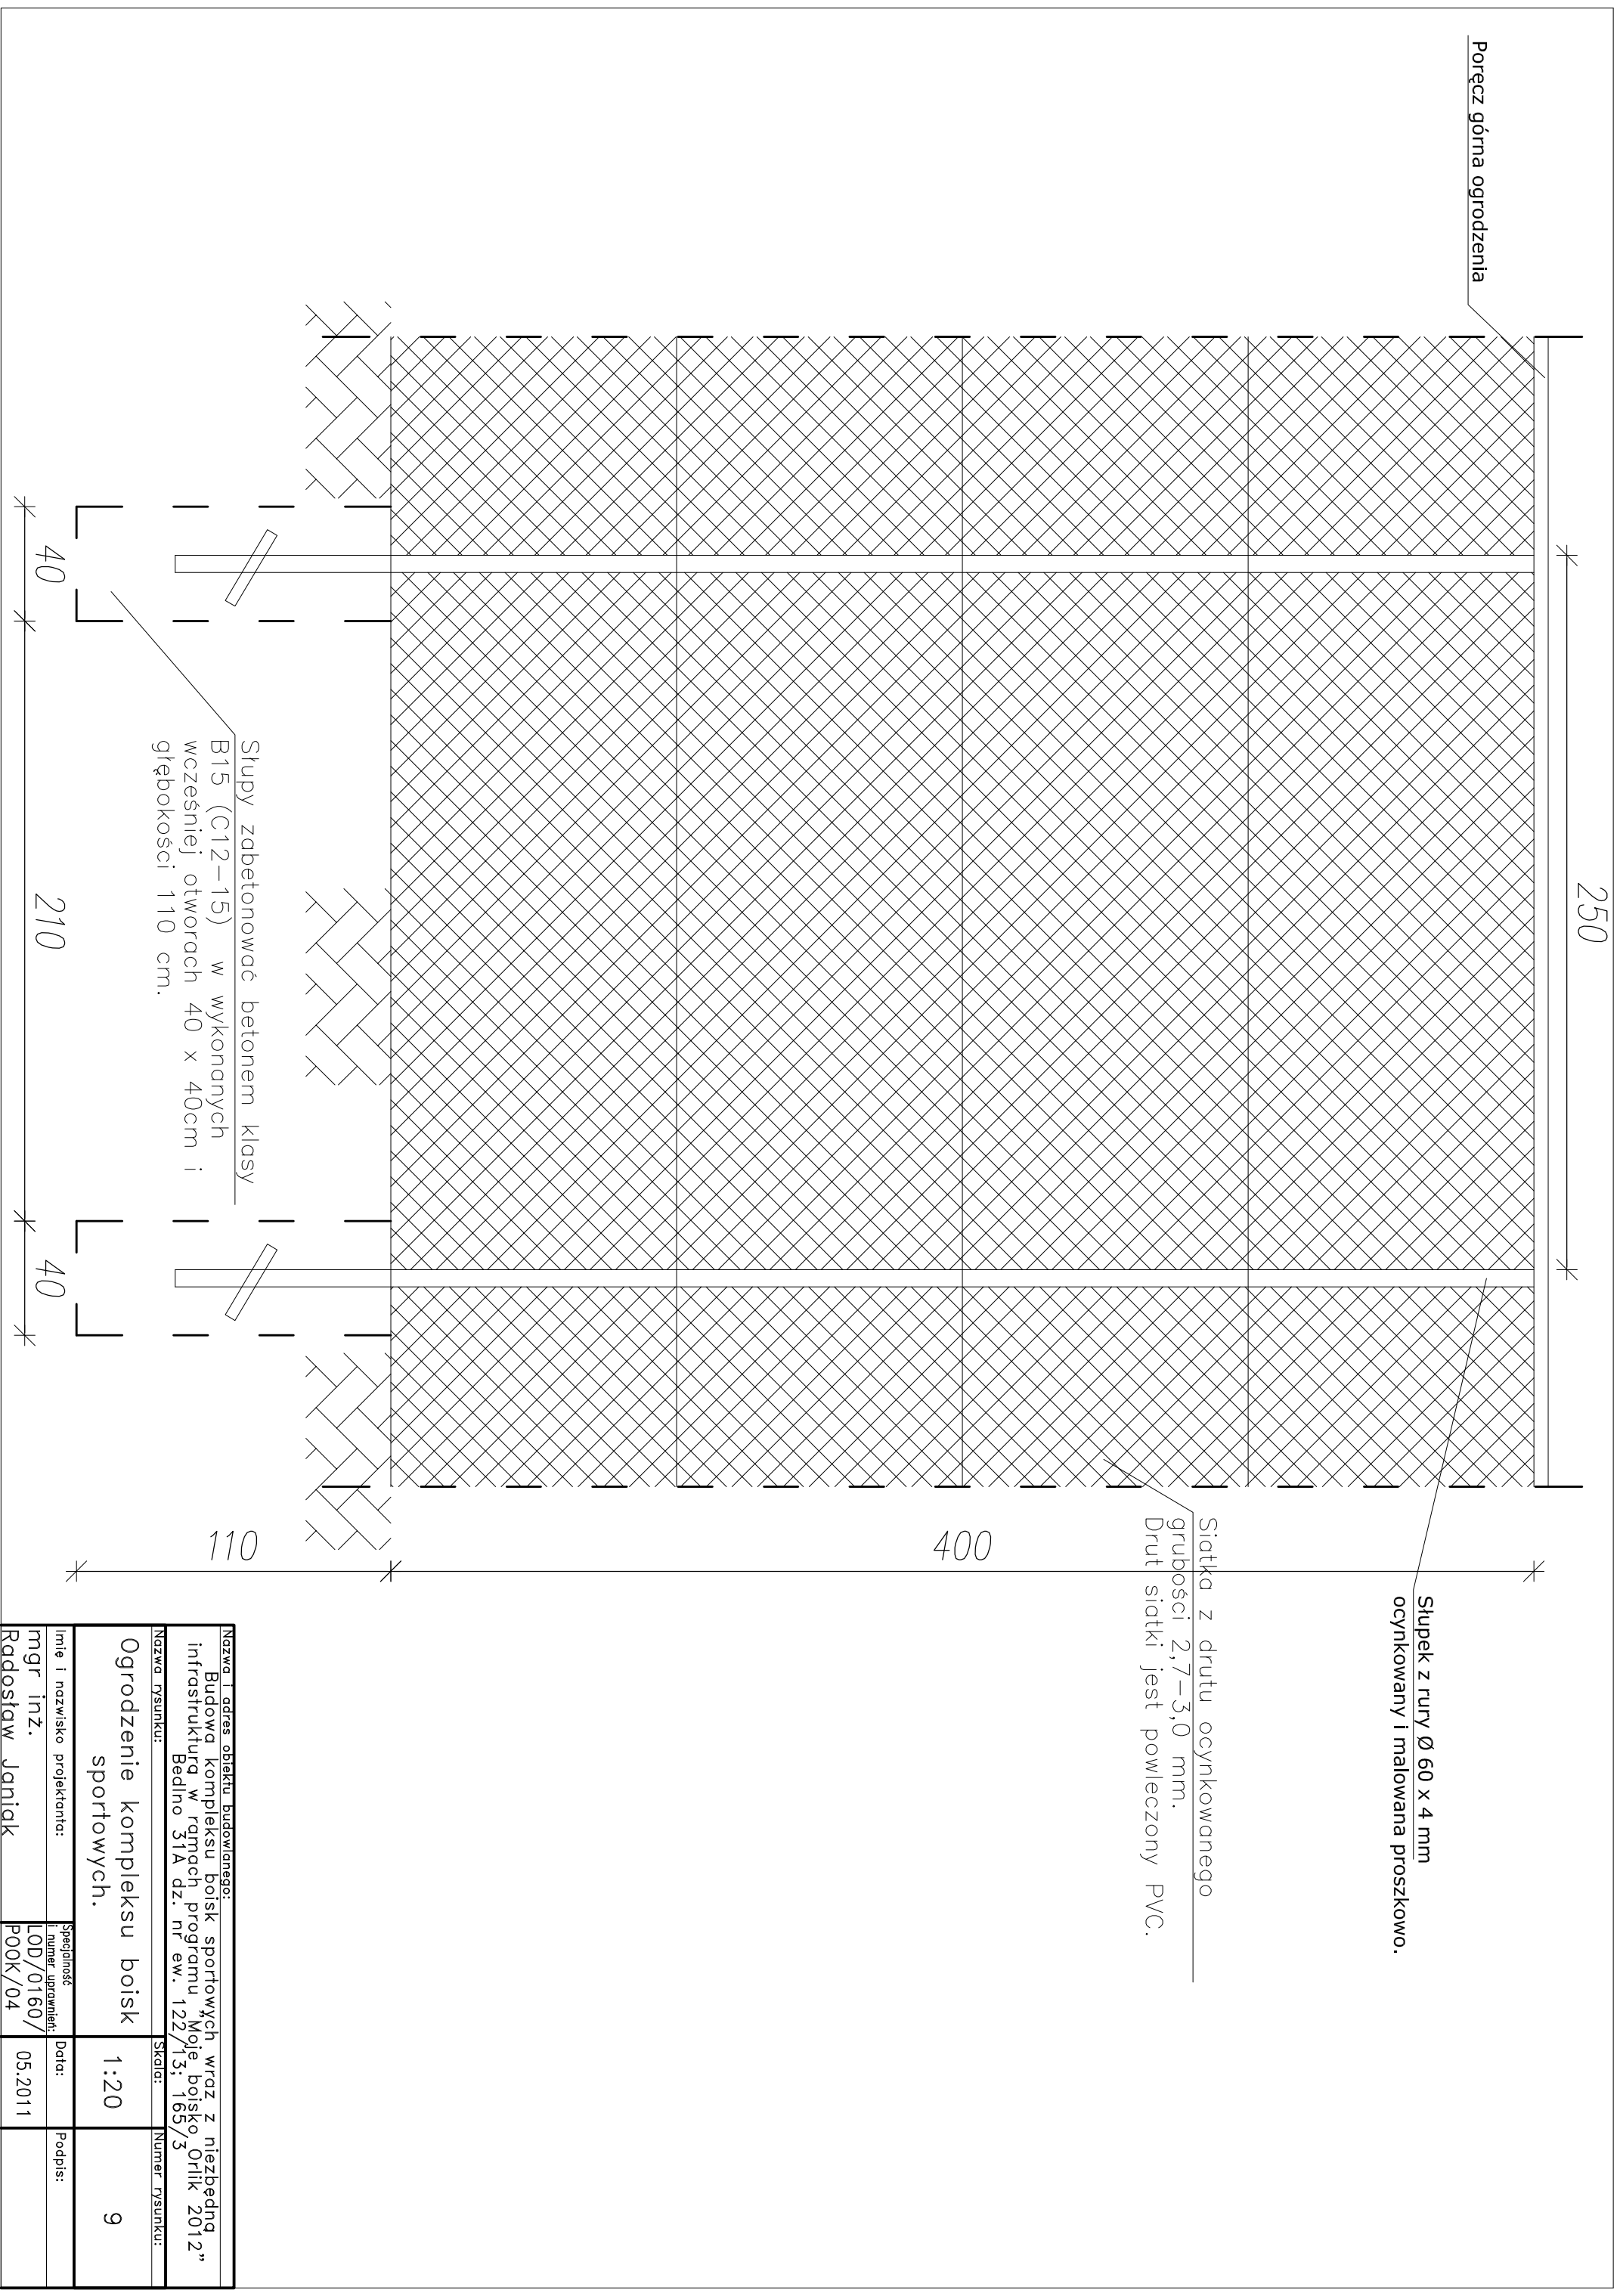 Poręcz górna ogrodzenia
250
Słupek z rury Ø 60 x 4 mm
ocynkowany i malowana proszkowo.
Siatka z drutu ocynkowanego
grubości 2,7-3,0 mm.
Drut siatki jest powleczony PVC.
400
110
Słupy zabetonować betonem klasy
B15 (C12-15) w wykonanych
wcześniej otworach 40 x 40cm i
głębokości 110 cm.
40
210
40
Nazwa i adres obiektu budowlanego:
Budowa kompleksu boisk sportowych wraz z niezbędną
infrastrukturą w ramach programu „Moje boisko Orlik 2012”
Bedlno 31A dz. nr ew. 122/13; 165/3
Nazwa rysunku:
Skala:
Numer rysunku:
Ogrodzenie kompleksu boisk
sportowych.
1:20
9
Imię i nazwisko projektanta:
Specjalność
i numer uprawnień:
Data:
Podpis:
mgr inż.
Radosław Janiak
LOD/0160/
POOK/04
05.2011